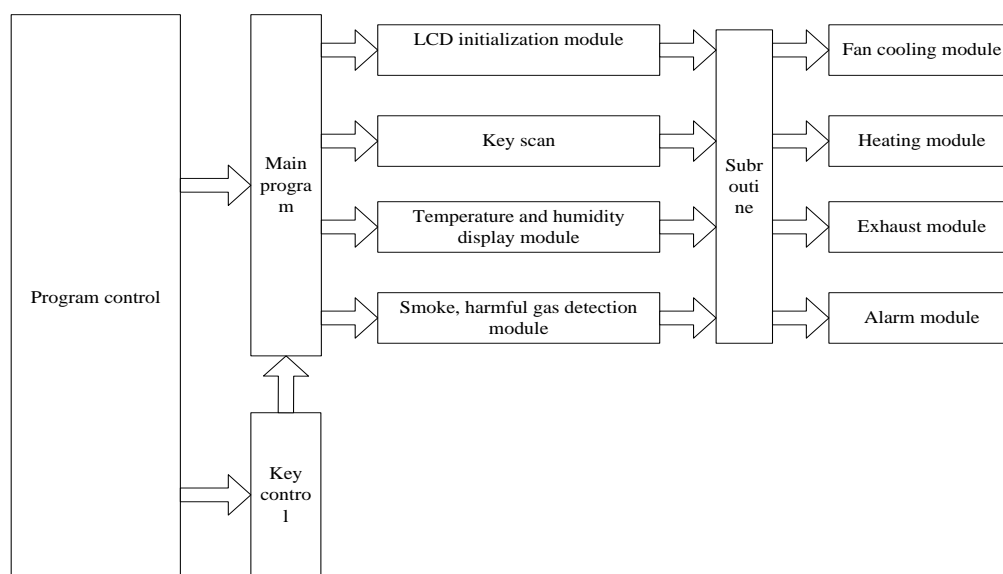 Program control
Main
progra
m
Key
contro
l
LCD initialization module
Key scan
Temperature and humidity
display module
Smoke, harmful gas detection
module
Subr
outi
ne
Fan cooling module
Heating module
Exhaust module
Alarm module